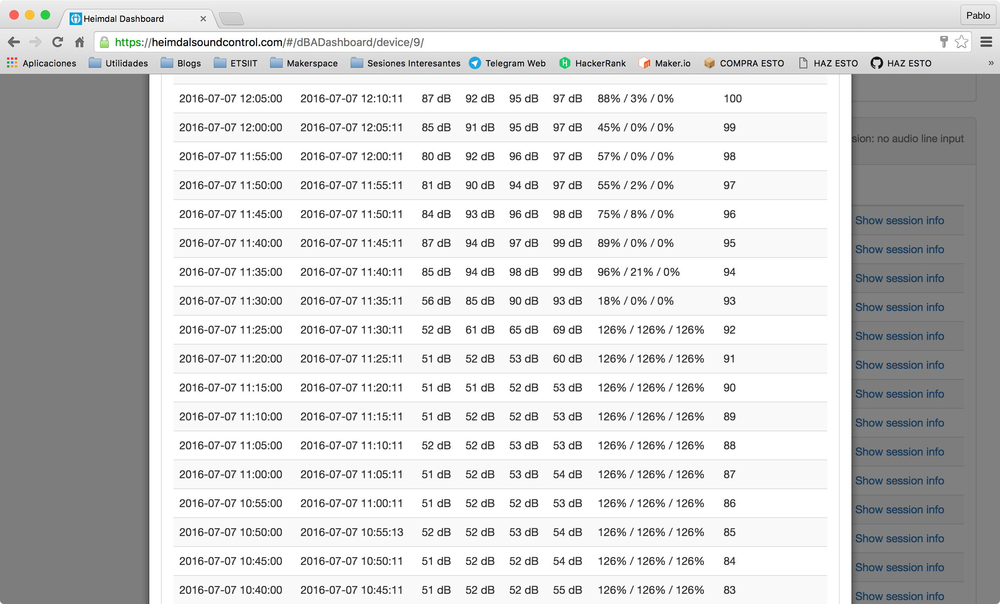 Heimdal Dashboard
Pablo
https://heimdalsoundcontrol.com/#/dBADashboard/device/9/
Aplicaciones Utilidades Blogs ETSIIT Makerspace Sesiones Interesantes Telegram Web HackerRank Maker.io COMPRA ESTO HAZ ESTO HAZ ESTO »
2016-07-07 12:05:00 2016-07-07 12:10:11 87 dB 92 dB 95 dB 97 dB 88% / 3% / 0% 100
2016-07-07 12:00:00 2016-07-07 12:05:11 85 dB 91 dB 95 dB 97 dB 45% / 0% / 0% 99
sion: no audio line input
2016-07-07 11:55:00 2016-07-07 12:00:11 80 dB 92 dB 96 dB 97 dB 57% / 0% / 0% 98
2016-07-07 11:50:00 2016-07-07 11:55:11 81 dB 90 dB 94 dB 97 dB 55% / 2% / 0% 97
2016-07-07 11:45:00 2016-07-07 11:50:11 84 dB 93 dB 96 dB 98 dB 75% / 8% / 0% 96
Show session info
2016-07-07 11:40:00 2016-07-07 11:45:11 87 dB 94 dB 97 dB 99 dB 89% / 0% / 0% 95
Show session info
2016-07-07 11:35:00 2016-07-07 11:40:11 85 dB 94 dB 98 dB 99 dB 96% / 21% / 0% 94
Show session info
2016-07-07 11:30:00 2016-07-07 11:35:11 56 dB 85 dB 90 dB 93 dB 18% / 0% / 0% 93
Show session info
2016-07-07 11:25:00 2016-07-07 11:30:11 52 dB 61 dB 65 dB 69 dB 126% / 126% / 126% 92
Show session info
2016-07-07 11:20:00 2016-07-07 11:25:11 51 dB 52 dB 53 dB 60 dB 126% / 126% / 126% 91
Show session info
2016-07-07 11:15:00 2016-07-07 11:20:11 51 dB 51 dB 52 dB 53 dB 126% / 126% / 126% 90
Show session info
2016-07-07 11:10:00 2016-07-07 11:15:11 51 dB 52 dB 52 dB 53 dB 126% / 126% / 126% 89
Show session info
2016-07-07 11:05:00 2016-07-07 11:10:11 52 dB 52 dB 53 dB 53 dB 126% / 126% / 126% 88
Show session info
2016-07-07 11:00:00 2016-07-07 11:05:11 51 dB 52 dB 53 dB 54 dB 126% / 126% / 126% 87
Show session info
2016-07-07 10:55:00 2016-07-07 11:00:11 51 dB 52 dB 52 dB 53 dB 126% / 126% / 126% 86
Show session info
2016-07-07 10:50:00 2016-07-07 10:55:13 52 dB 52 dB 53 dB 54 dB 126% / 126% / 126% 85
Show session info
2016-07-07 10:45:00 2016-07-07 10:50:11 51 dB 52 dB 52 dB 54 dB 126% / 126% / 126% 84
Show session info
2016-07-07 10:40:00 2016-07-07 10:45:11 51 dB 52 dB 52 dB 55 dB 126% / 126% / 126% 83
Show session info